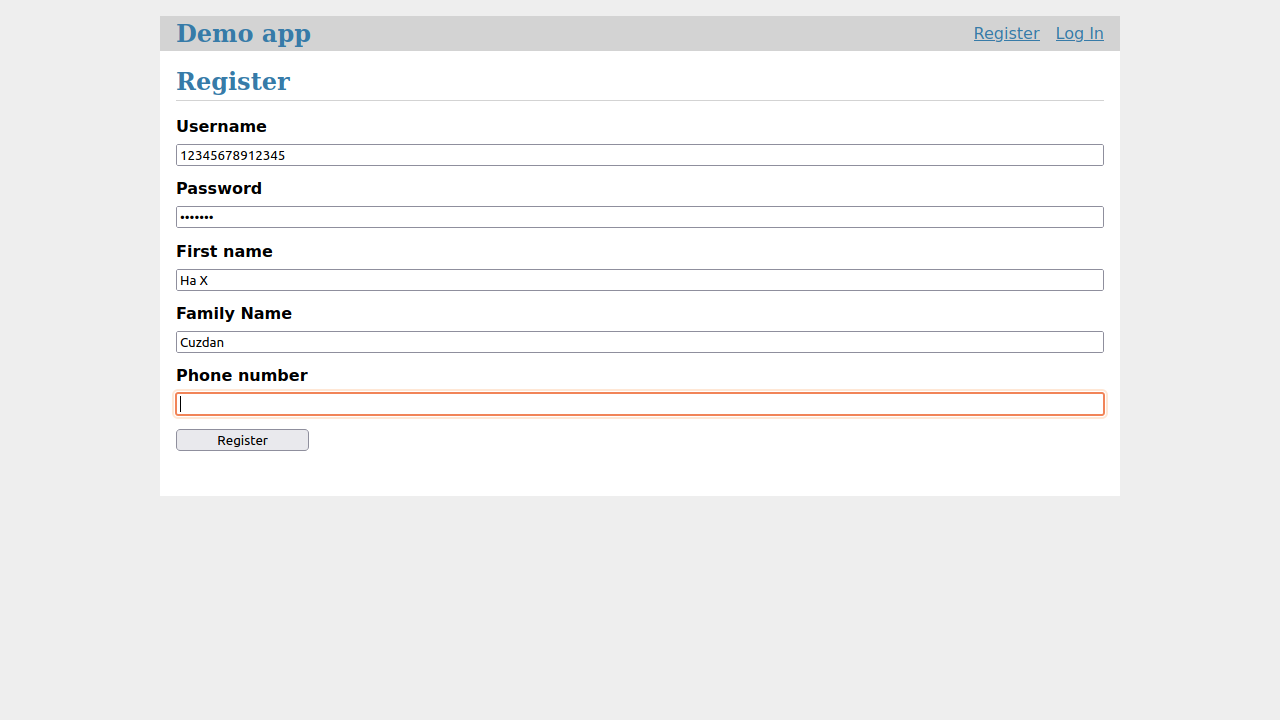 Demo app
Register Log In
Register
Username
12345678912345
Password
•••••••
First name
Ha X
Family Name
Cuzdan
Phone number
Register